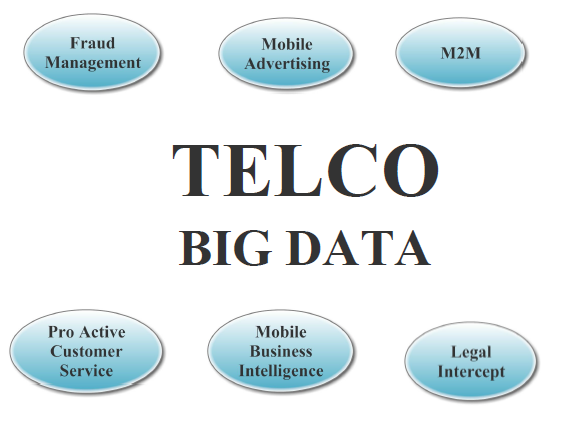 Fraud
Management
Mobile
Advertising
M2M
TELCO
BIG DATA
Pro Active
Customer
Service
Mobile
Business
Intelligence
Legal
Intercept